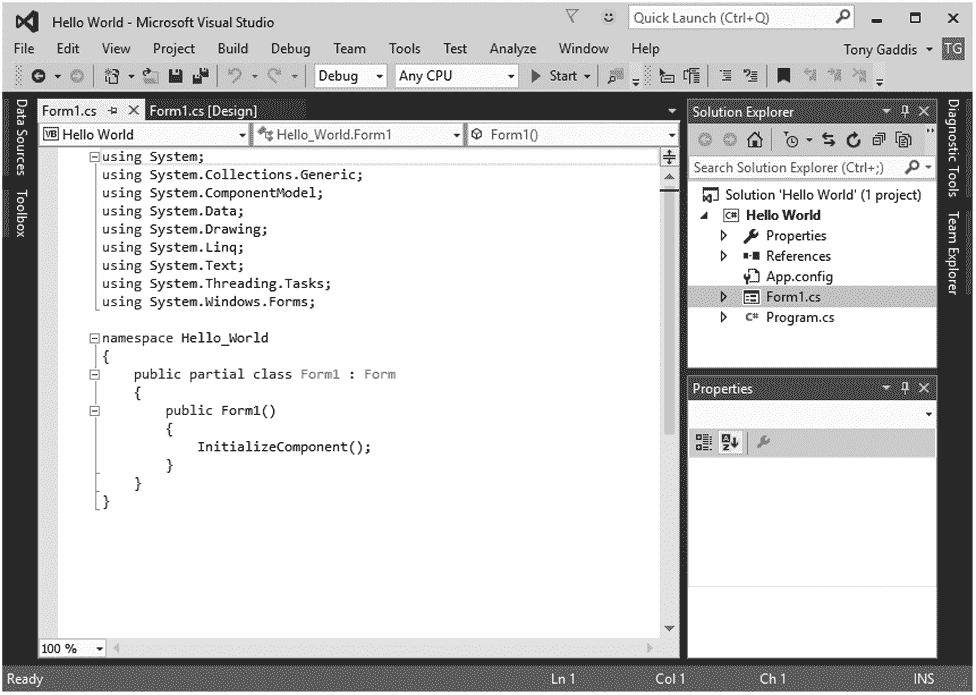 Hello World - Microsoft Visual Studio
Quick Launch (Ctrl+Q)
File Edit View Project Build Debug Team Tools Test Analyze Window Help
Tony Gaddis TG
Debug Any CPU Start
Data Sources
Toolbox
Form1.cs Form1.cs [Design]
VB Hello World Hello_World.Form1 Form1()
using System;
using System.Collections.Generic;
using System.ComponentModel;
using System.Data;
using System.Drawing;
using System.Linq;
using System.Text;
using System.Threading.Tasks;
using System.Windows.Forms;
namespace Hello_World
{
public partial class Form1 : Form
{
public Form1()
{
InitializeComponent();
}
}
}
100 %
Solution Explorer
Search Solution Explorer (Ctrl+;)
Solution 'Hello World' (1 project)
C# Hello World
Properties
References
App.config
Form1.cs
C# Program.cs
Properties
Diagnostic Tools
Team Explorer
Ready Ln 1 Col 1 Ch 1 INS